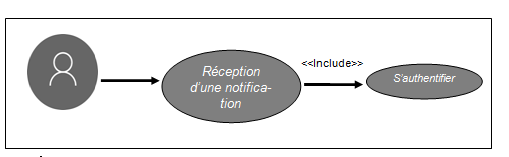 Réception
d'une notifica-
tion
<<Include>>
S'authentifier